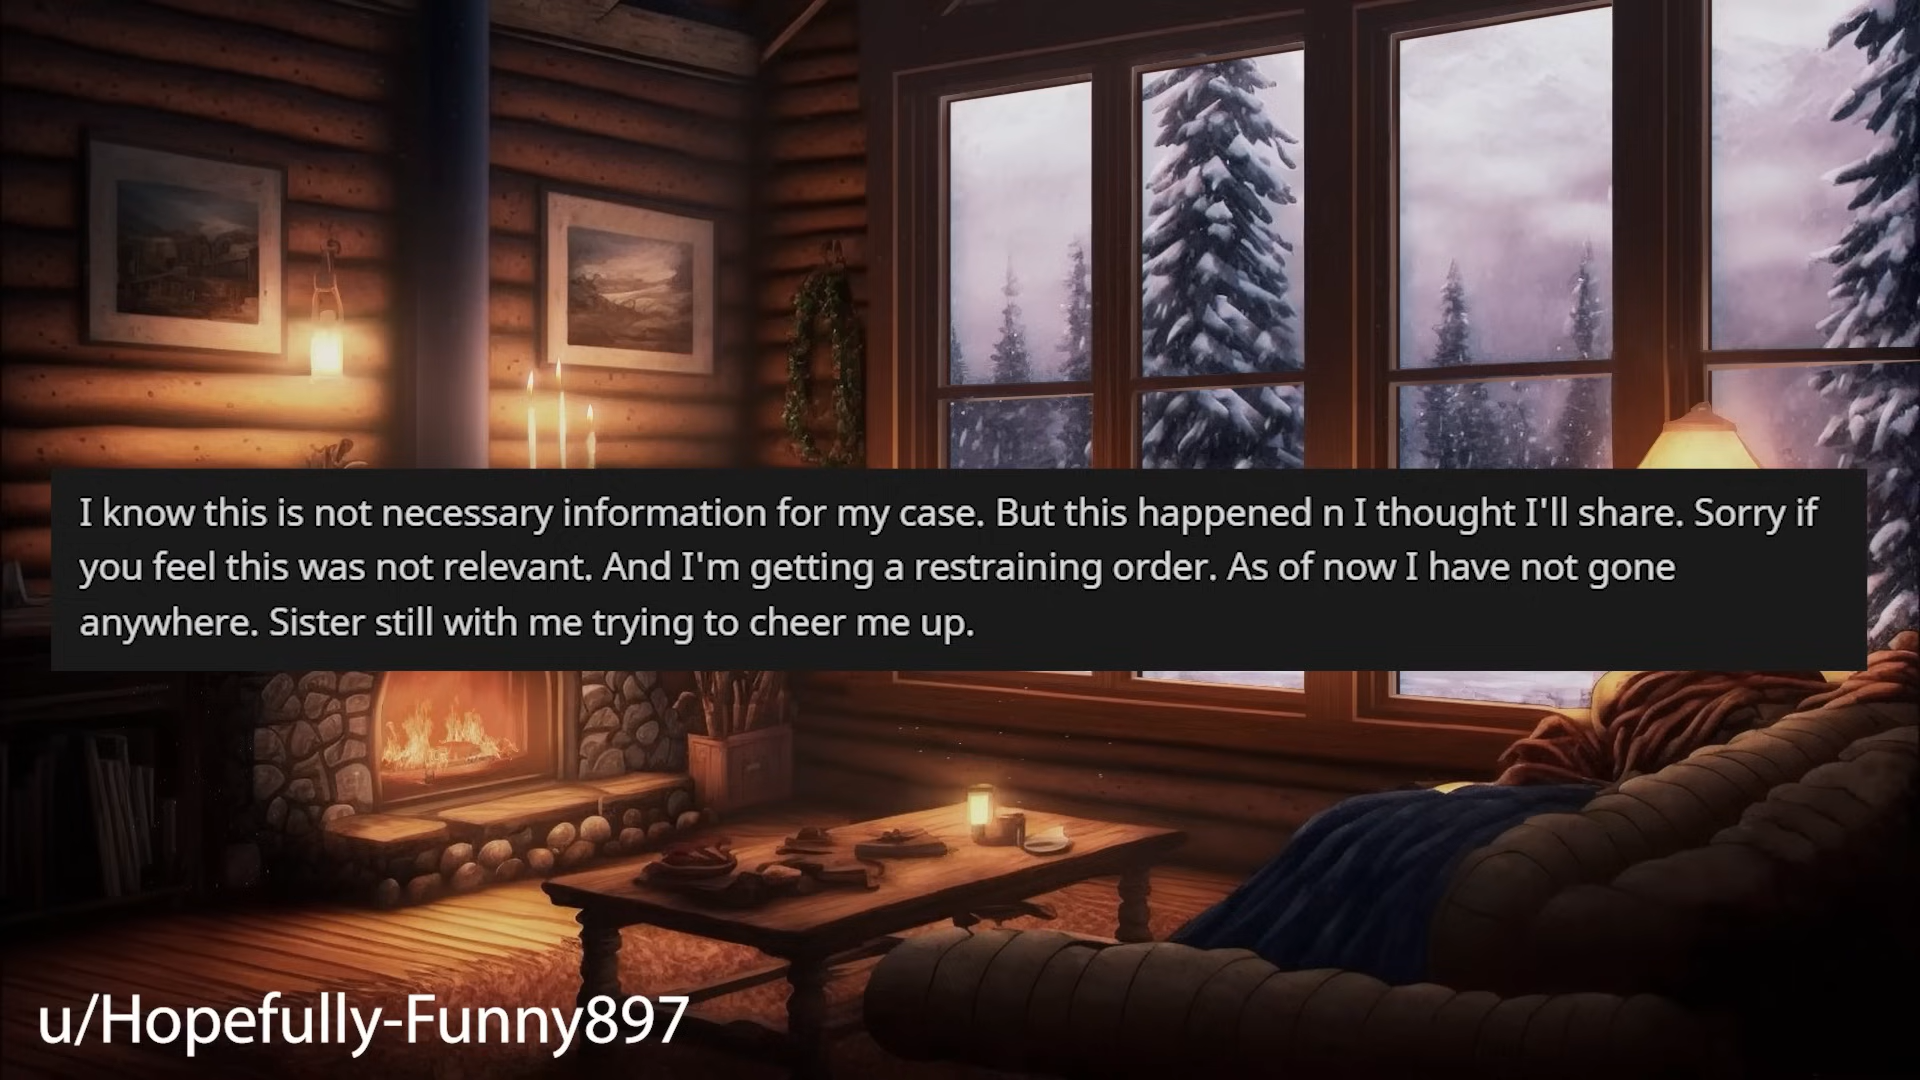 I know this is not necessary information for my case. But this happened n I thought I'll share. Sorry if
you feel this was not relevant. And I'm getting a restraining order. As of now I have not gone
anywhere. Sister still with me trying to cheer me up.
u/Hopefully-Funny897